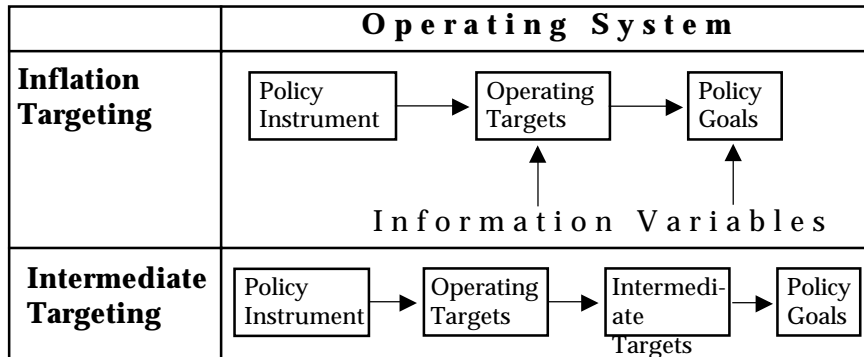 Operating System
Inflation
Targeting
Policy
Instrument
Operating
Targets
Policy
Goals
Information Variables
Intermediate
Targeting
Policy
Instrument
Operating
Targets
Intermedi-
ate
Targets
Policy
Goals